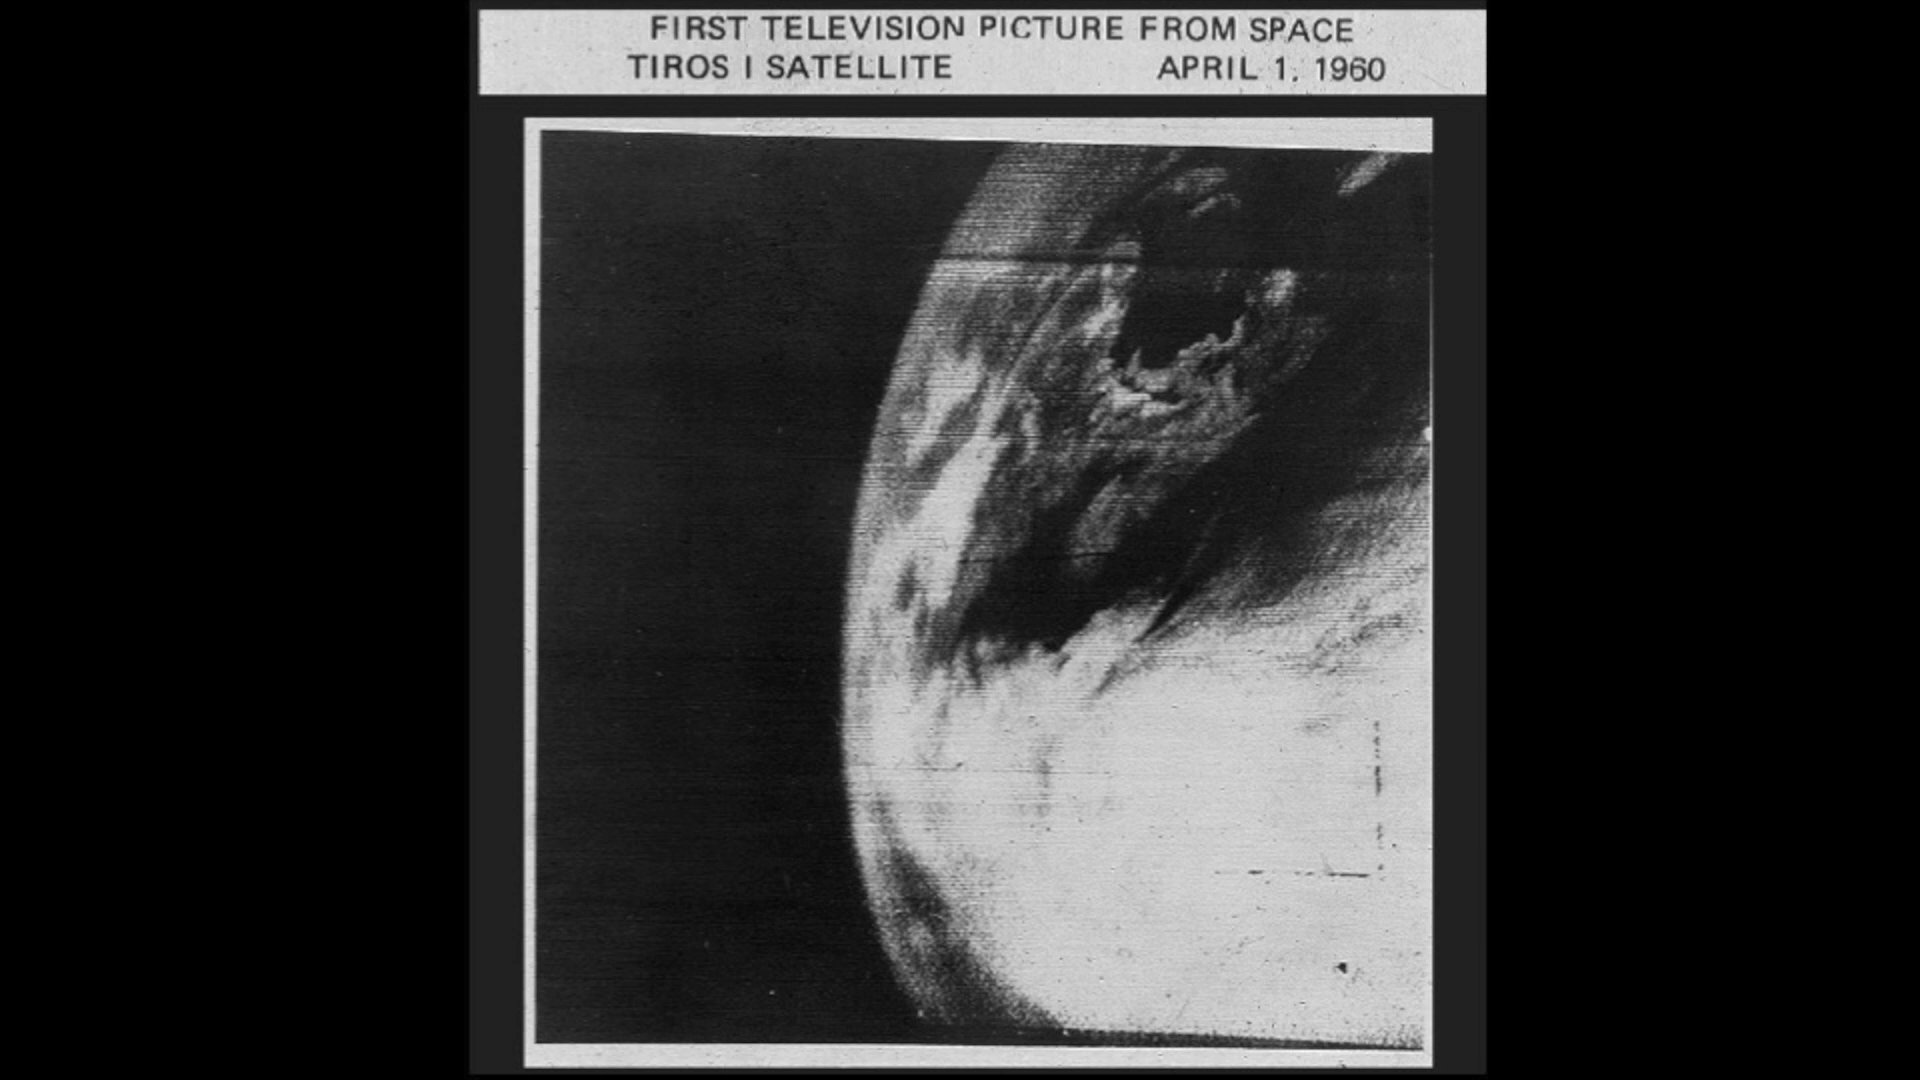 FIRST TELEVISION PICTURE FROM SPACE
TIROS I SATELLITE APRIL 1, 1960